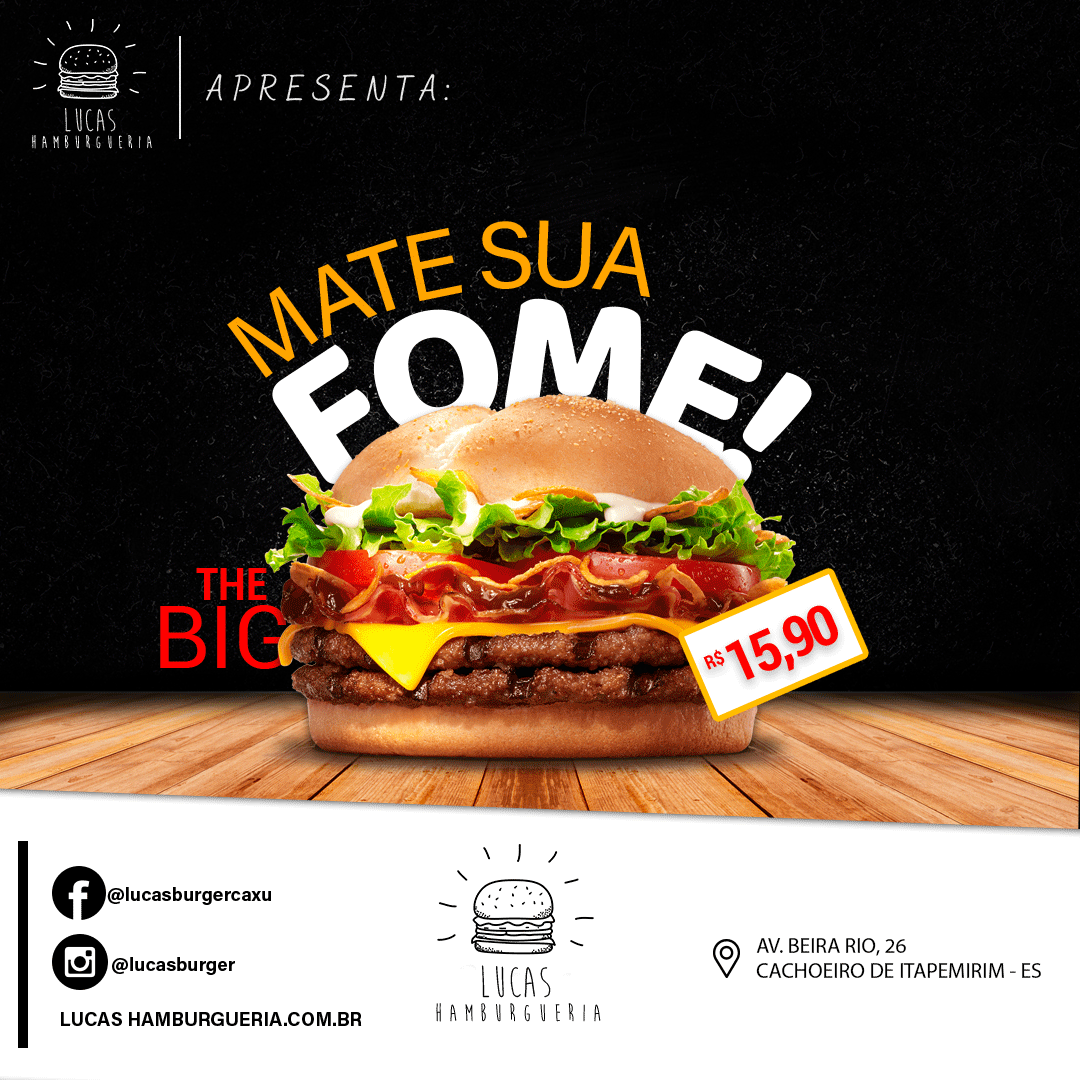 LUCAS
HAMBURGUERIA
APRESENTA:
MATE SUA
FOME!
THE
BIG
R$ 15,90
@lucasburgercaxu
@lucasburger
LUCAS HAMBURGUERIA.COM.BR
LUCAS
HAMBURGUERIA
AV. BEIRA RIO, 26
CACHOEIRO DE ITAPEMIRIM - ES